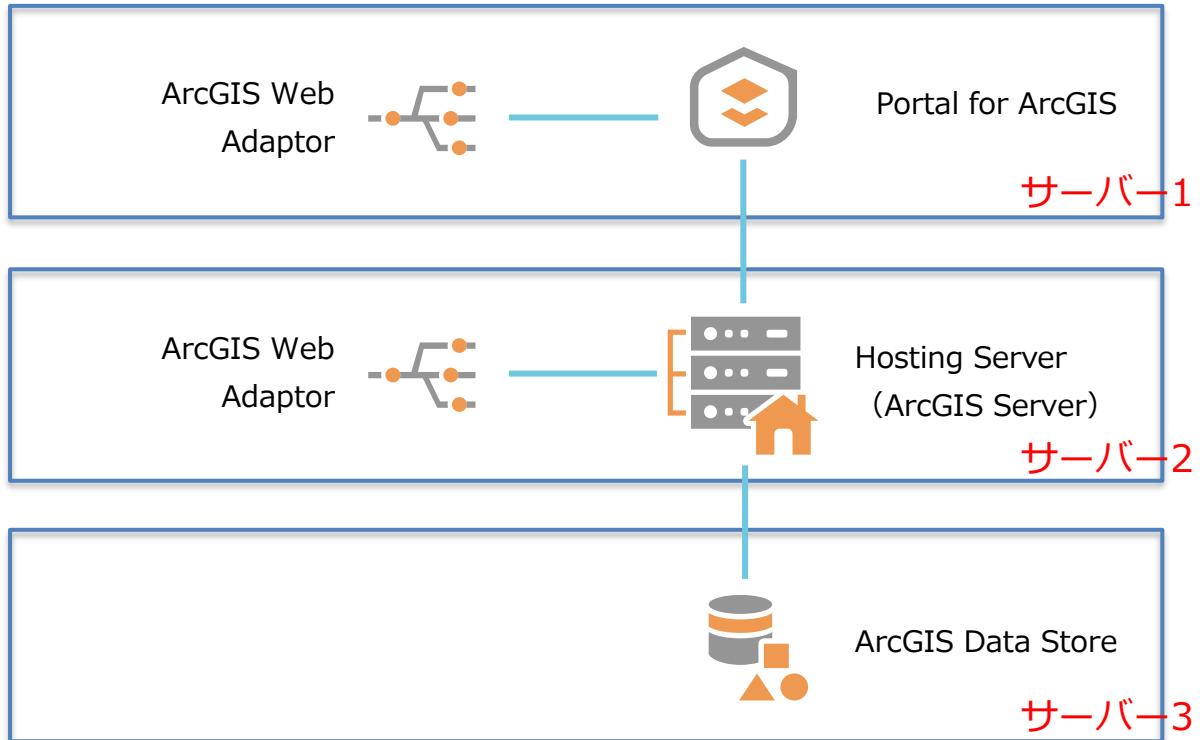 ArcGIS Web
Adaptor
Portal for ArcGIS
サーバー1
ArcGIS Web
Adaptor
Hosting Server
（ArcGIS Server）
サーバー2
ArcGIS Data Store
サーバー3